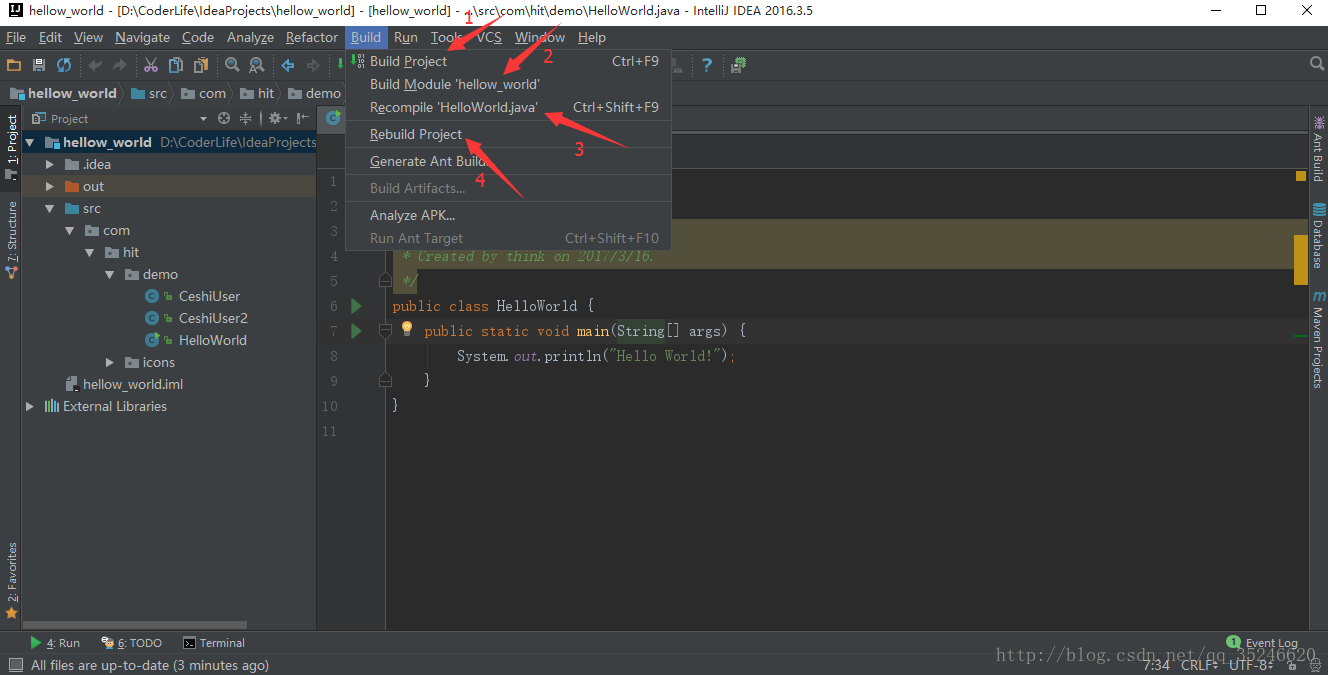 hellow_world - [D:\CoderLife\IdeaProjects\hellow_world] - [hellow_world] - ...\src\com\hit\demo\HelloWorld.java - IntelliJ IDEA 2016.3.5
File Edit View Navigate Code Analyze Refactor Build Run Tools VCS Window Help
1
2
3
4
Build Project Ctrl+F9
Build Module 'hellow_world'
Recompile 'HelloWorld.java' Ctrl+Shift+F9
Rebuild Project
Generate Ant Build...
Build Artifacts...
Analyze APK...
Run Ant Target Ctrl+Shift+F10
hellow_world src com hit demo
Project
hellow_world D:\CoderLife\IdeaProjects
.idea
out
src
com
hit
demo
CeshiUser
CeshiUser2
HelloWorld
icons
hellow_world.iml
External Libraries
1: Project
7: Structure
2: Favorites
1
2
3
4 * Created by think on 2017/3/16.
5 */
6 public class HelloWorld {
7 public static void main(String[] args) {
8 System.out.println("Hello World!");
9 }
10 }
11
Ant Build
Database
Maven Projects
4: Run 6: TODO Terminal 1 Event Log
All files are up-to-date (3 minutes ago) 7:34 CRLF UTF-8
http://blog.csdn.net/qq_35246620